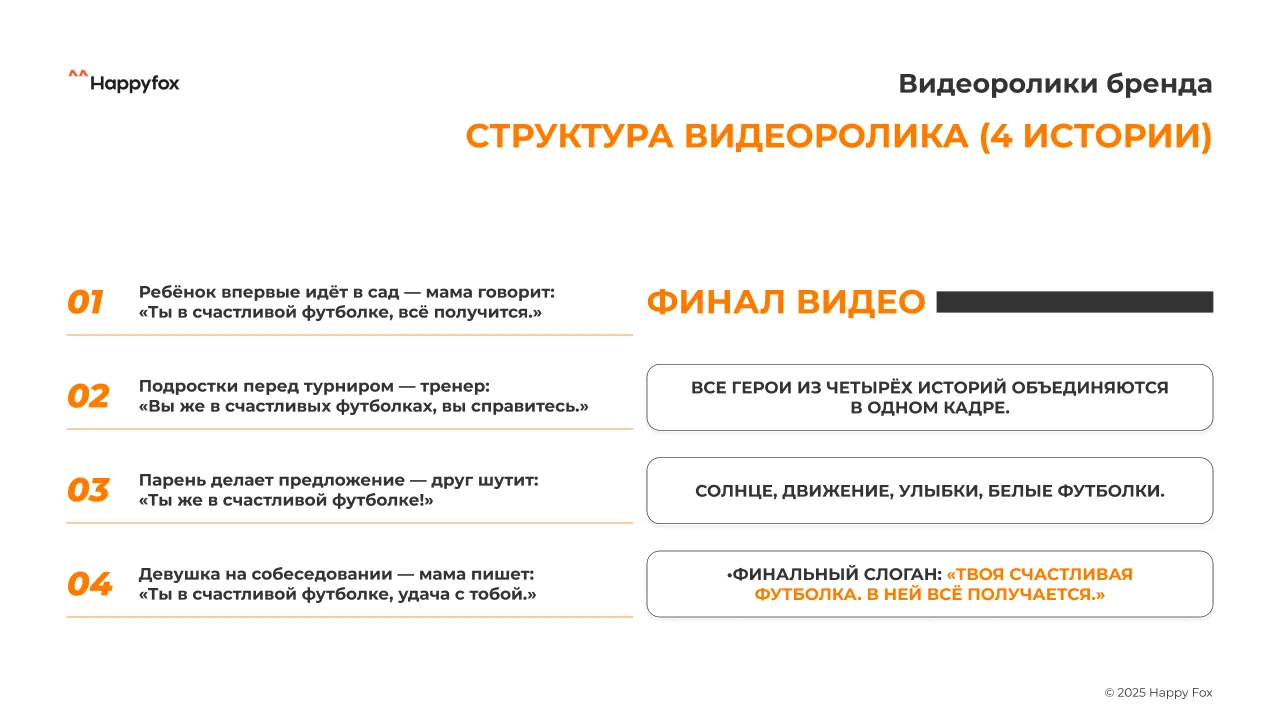 ^^Happyfox
Видеоролики бренда
СТРУКТУРА ВИДЕОРОЛИКА (4 ИСТОРИИ)
01
Ребёнок впервые идёт в сад — мама говорит:
«Ты в счастливой футболке, всё получится.»
02
Подростки перед турниром — тренер:
«Вы же в счастливых футболках, вы справитесь.»
03
Парень делает предложение — друг шутит:
«Ты же в счастливой футболке!»
04
Девушка на собеседовании — мама пишет:
«Ты в счастливой футболке, удача с тобой.»
ФИНАЛ ВИДЕО
ВСЕ ГЕРОИ ИЗ ЧЕТЫРЁХ ИСТОРИЙ ОБЪЕДИНЯЮТСЯ
В ОДНОМ КАДРЕ.
СОЛНЦЕ, ДВИЖЕНИЕ, УЛЫБКИ, БЕЛЫЕ ФУТБОЛКИ.
•ФИНАЛЬНЫЙ СЛОГАН: «ТВОЯ СЧАСТЛИВАЯ
ФУТБОЛКА. В НЕЙ ВСЁ ПОЛУЧАЕТСЯ.»
© 2025 Happy Fox